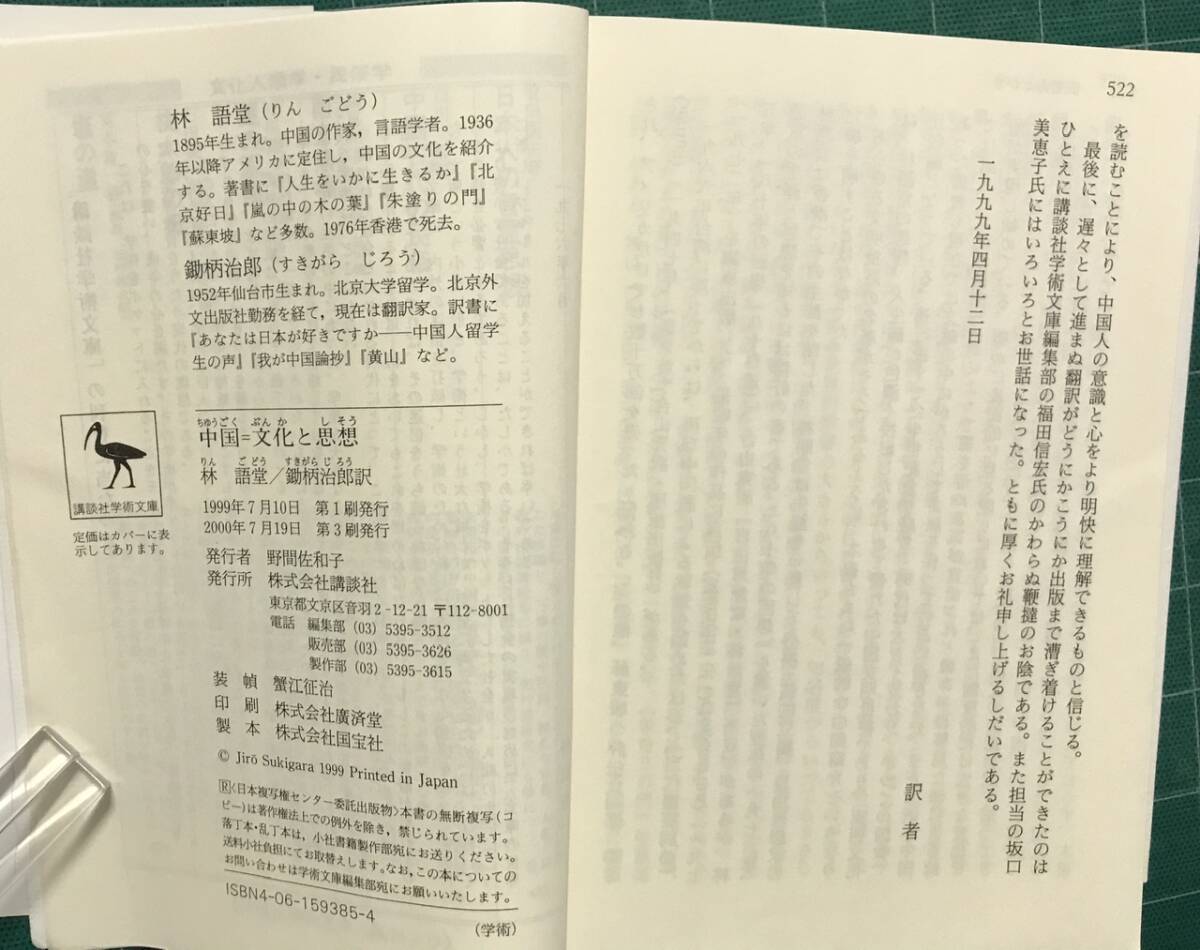 522
を読むことにより、中国人の意識と心をより明快に理解できるものと信じる。
最後に、遅々として進まぬ翻訳がどうにかこうにか出版まで漕ぎ着けることができたのは
ひとえに講談社学術文庫編集部の福田信宏氏のかわらぬ鞭撻のお陰である。また担当の坂口
美恵子氏にはいろいろとお世話になった。ともに厚くお礼申し上げるしだいである。
一九九九年四月十二日
訳者
林 語堂(りん ごどう)
1895年生まれ。中国の作家，言語学者。1936
年以降アメリカに定住し，中国の文化を紹介
する。著書に『人生をいかに生きるか』『北
京好日』『嵐の中の木の葉』『朱塗りの門』
『蘇東坡』など多数。1976年香港で死去。
鋤柄治郎(すきがら じろう)
1952年仙台市生まれ。北京大学留学。北京外
文出版社勤務を経て，現在は翻訳家。訳書に
『あなたは日本が好きですか――中国人留学
生の声』『我が中国論抄』『黄山』など。
ちゅうごく ぶんか しそう
中国=文化と思想
りん ごどう すきがらじろう
林 語堂/鋤柄治郎訳
1999年7月10日 第1刷発行
2000年7月19日 第3刷発行
発行者 野間佐和子
発行所 株式会社講談社
東京都文京区音羽2-12-21 〒112-8001
電話 編集部 (03) 5395-3512
販売部 (03) 5395-3626
製作部 (03) 5395-3615
装 幀 蟹江征治
印 刷 株式会社廣済堂
製 本 株式会社国宝社
© Jirō Sukigara 1999 Printed in Japan
Ⓡ〈日本複写権センター委託出版物〉本書の無断複写(コ
ピー)は著作権法上での例外を除き，禁じられています。
落丁本・乱丁本は，小社書籍製作部宛にお送りください。
送料小社負担にてお取替えします。なお，この本についての
お問い合わせは学術文庫編集部宛にお願いいたします。
ISBN4-06-159385-4
(学術)
講談社学術文庫
定価はカバーに表
示してあります。